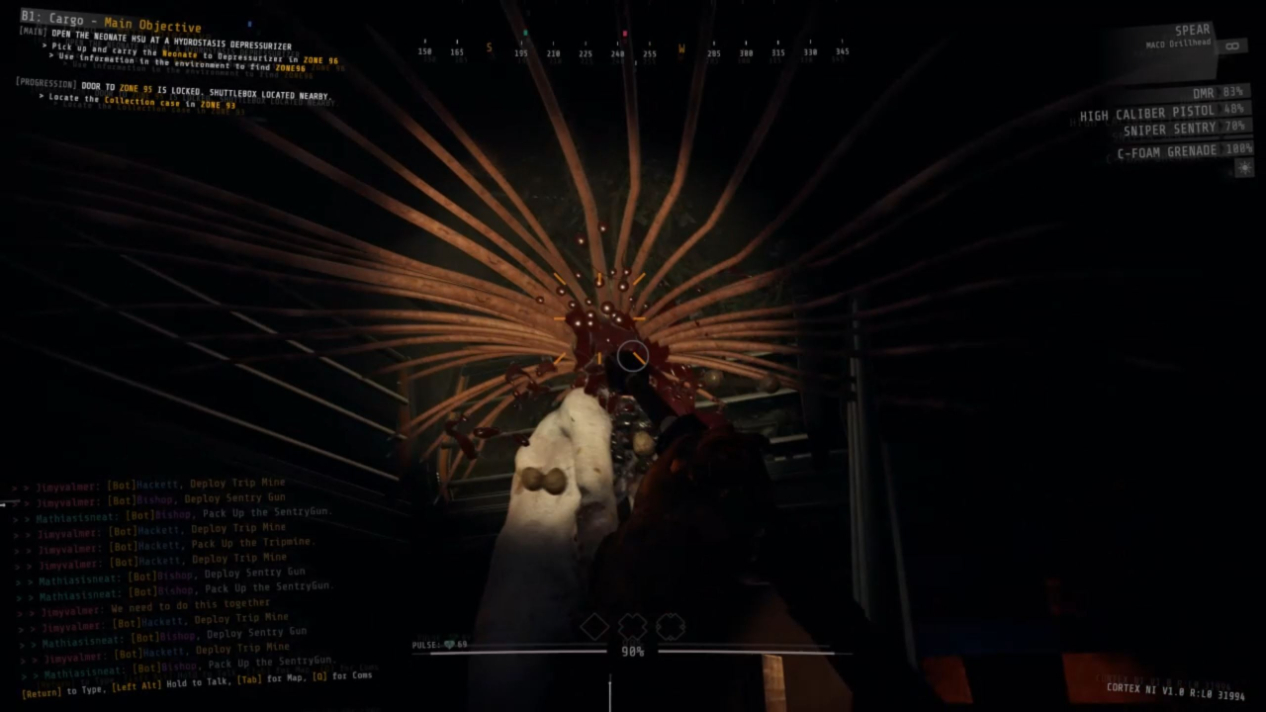 B1: Cargo - Main Objective
[MAIN] OPEN THE NEONATE HSU AT A HYDROSTASIS DEPRESSURIZER
> Pick up and carry the Neonate to Depressurizer in ZONE 96
> Use information in the environment to find ZONE96
[PROGRESSION] DOOR TO ZONE 95 IS LOCKED. SHUTTLEBOX LOCATED NEARBY.
> Locate the Collection case in ZONE 93
150 165 S 195 210 225 240 255 W 285 300 315 330 345
SPEAR
MACO Drillhead
DMR 83%
HIGH CALIBER PISTOL 48%
SNIPER SENTRY 70%
C-FOAM GRENADE 100%
> > Jimyvalmer: [Bot]Hackett, Deploy Trip Mine
> > Jimyvalmer: [Bot]Bishop, Deploy Sentry Gun
> > Mathiasisneat: [Bot]Bishop, Pack Up the SentryGun.
> > Jimyvalmer: [Bot]Hackett, Deploy Trip Mine
> > Jimyvalmer: [Bot]Hackett, Pack Up the Tripmine.
> > Jimyvalmer: [Bot]Hackett, Deploy Trip Mine
> > Mathiasisneat: [Bot]Bishop, Deploy Sentry Gun
> > Mathiasisneat: [Bot]Bishop, Pack Up the SentryGun.
> > Jimyvalmer: We need to do this together
> > Jimyvalmer: [Bot]Hackett, Deploy Trip Mine
> > Mathiasisneat: [Bot]Bishop, Deploy Sentry Gun
> > Jimyvalmer: [Bot]Hackett, Deploy Trip Mine
> > Mathiasisneat: [Bot]Bishop, Pack Up the SentryGun.
[Return] to Type, [Left Alt] Hold to Talk, [Tab] for Map, [Q] for Coms
PULSE: 69
90%
CORTEX NI V1.0 R:L0 31994